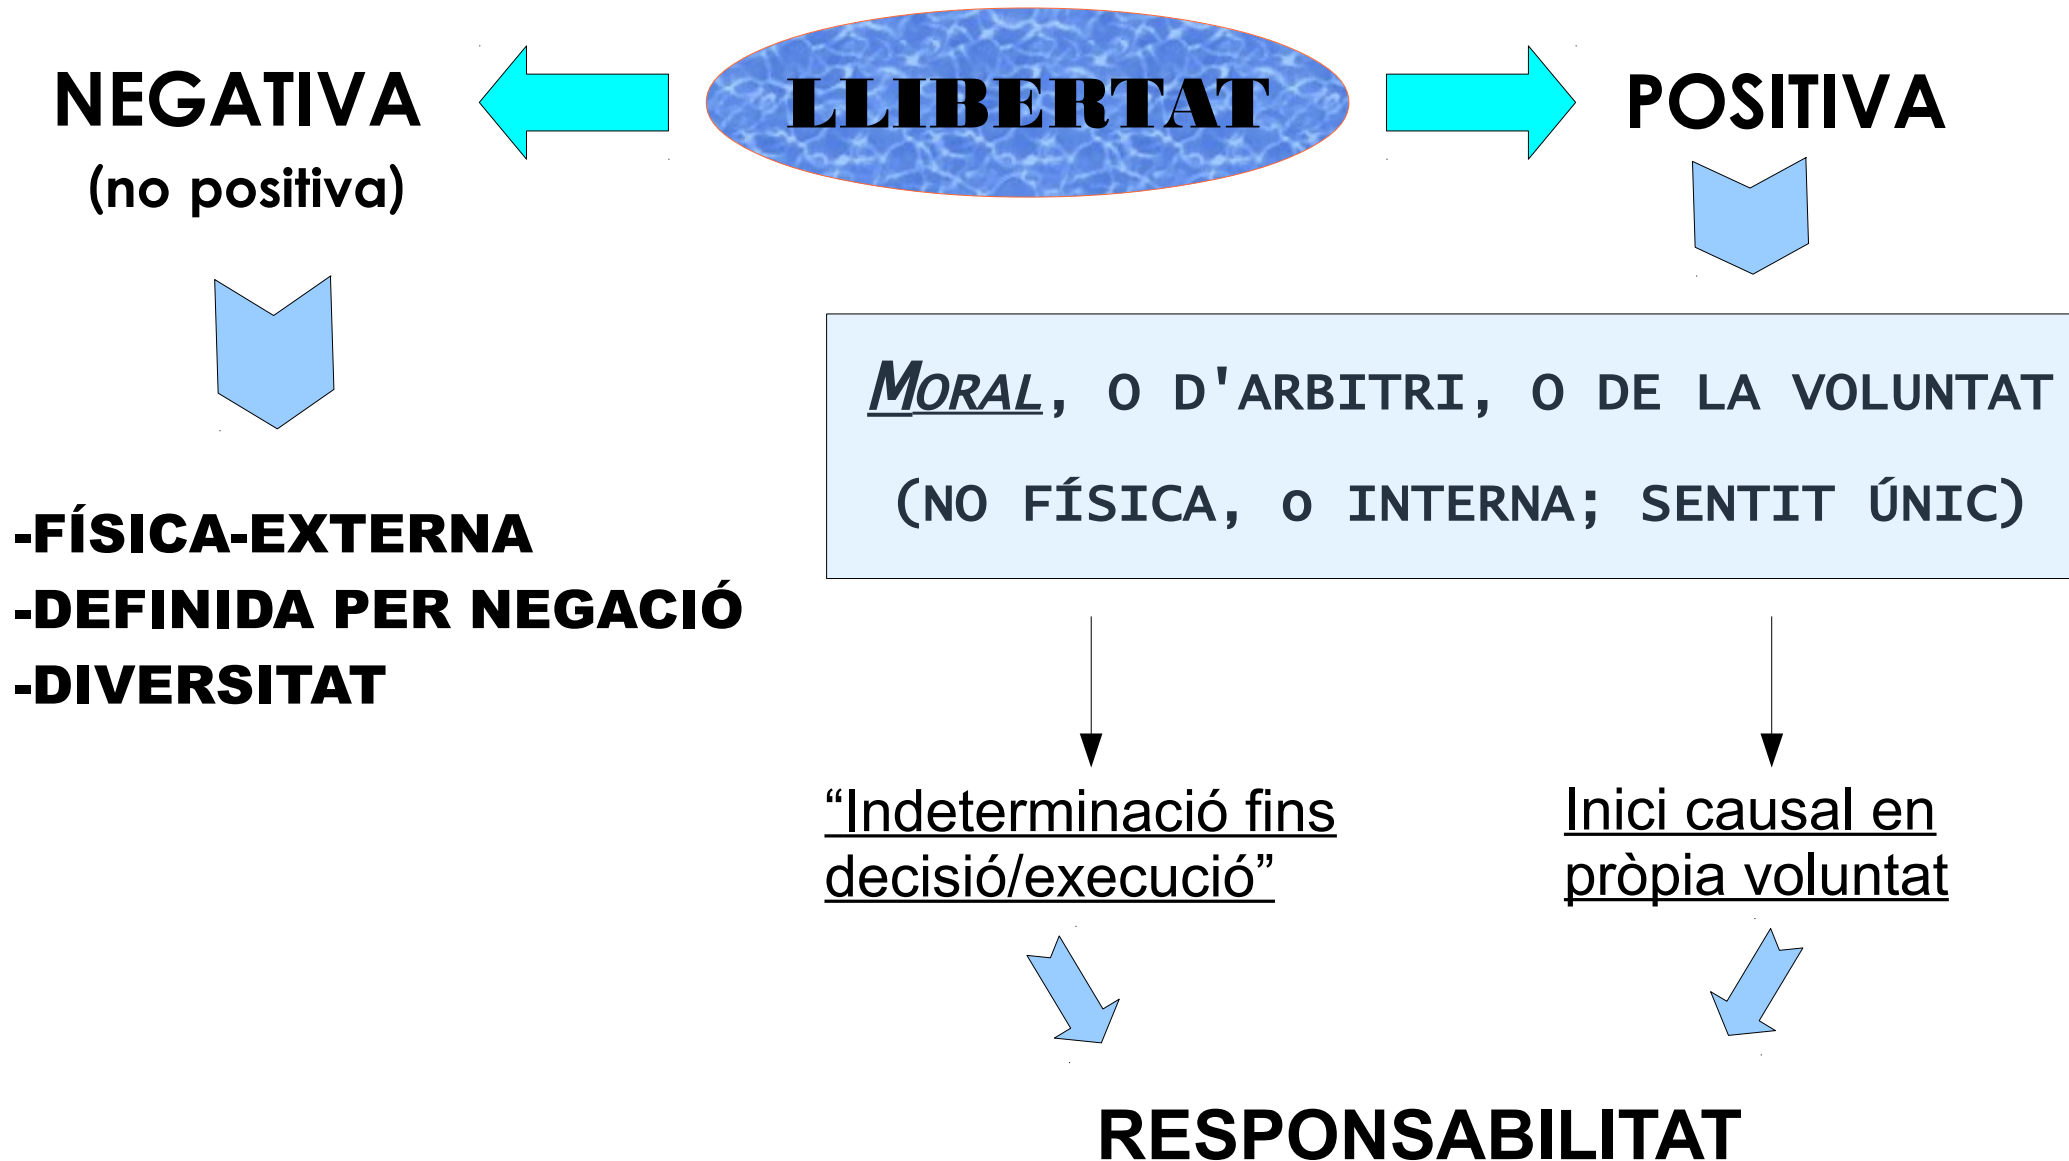 LLIBERTAT
NEGATIVA
(no positiva)
-FÍSICA-EXTERNA
-DEFINIDA PER NEGACIÓ
-DIVERSITAT
POSITIVA
MORAL, O D'ARBITRI, O DE LA VOLUNTAT
(NO FÍSICA, O INTERNA; SENTIT ÚNIC)
“Indeterminació fins
decisió/execució”
Inici causal en
pròpia voluntat
RESPONSABILITAT